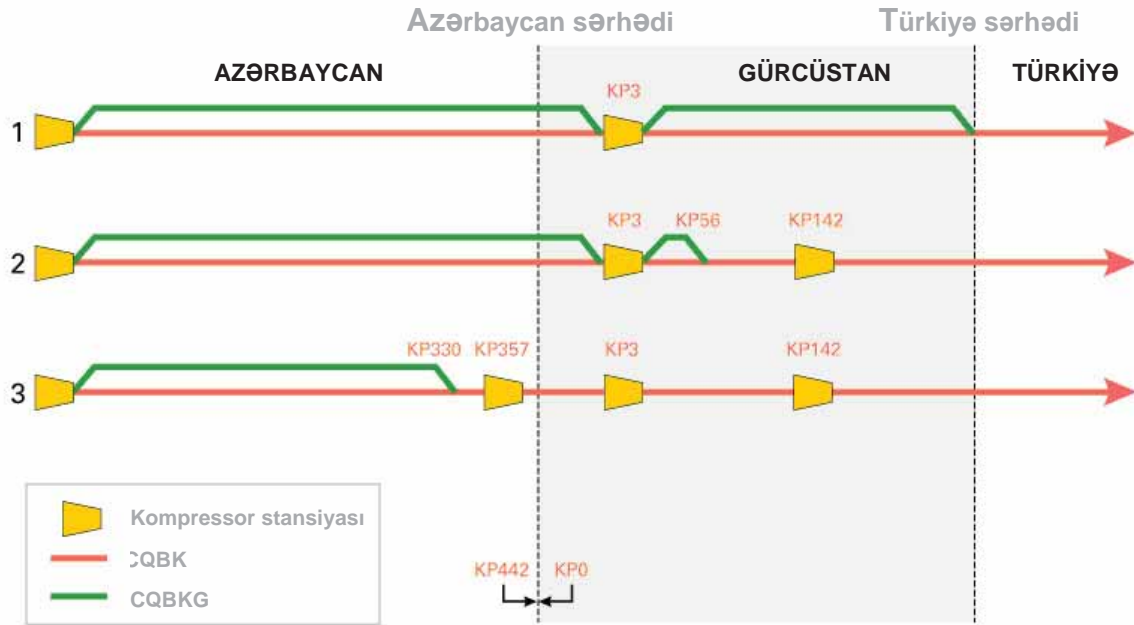 Azərbaycan sərhədi Türkiyə sərhədi
AZƏRBAYCAN GÜRCÜSTAN TÜRKİYƏ
KP3
1
KP3 KP56 KP142
2
KP330 KP357 KP3 KP142
3
Kompressor stansiyası
CQBK
CQBKG
KP442 KP0